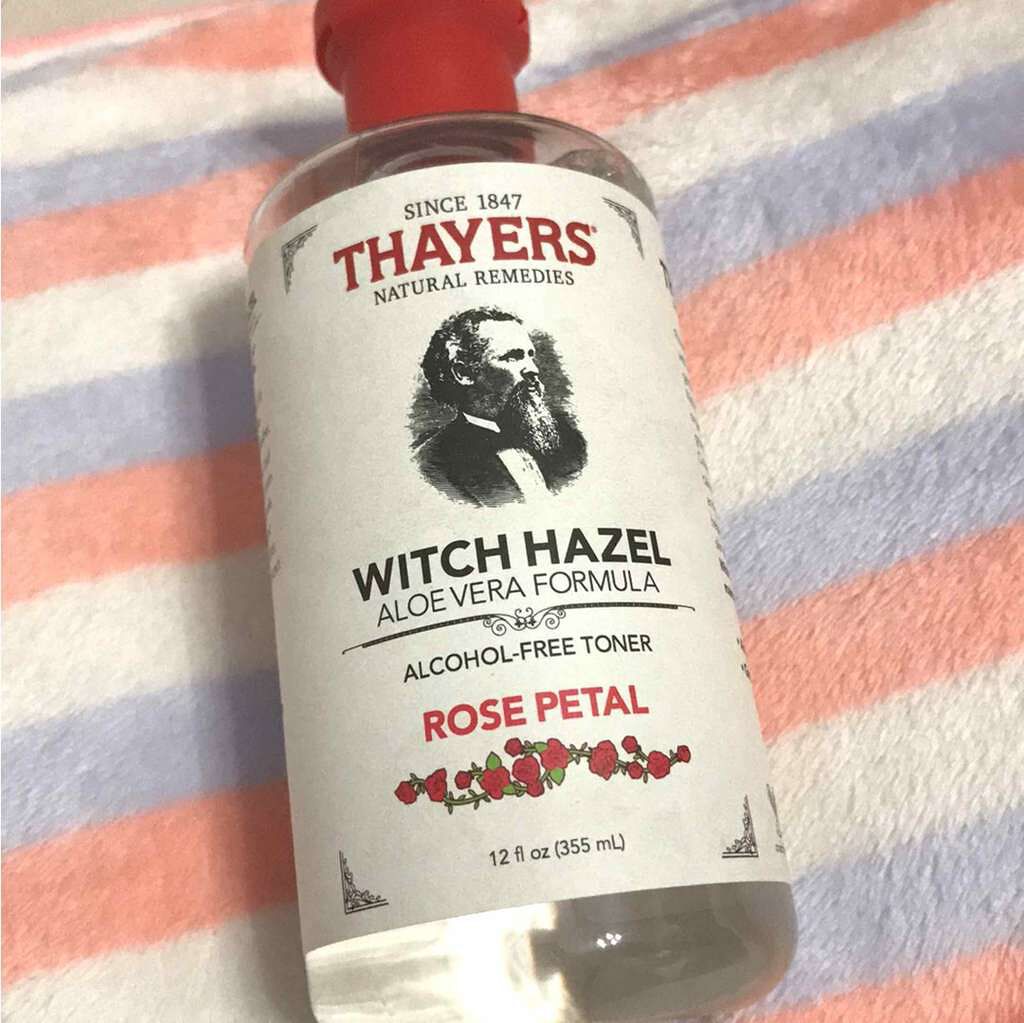 SINCE 1847
THAYERS®
NATURAL REMEDIES
WITCH HAZEL
ALOE VERA FORMULA
ALCOHOL-FREE TONER
ROSE PETAL
12 fl oz (355 mL)